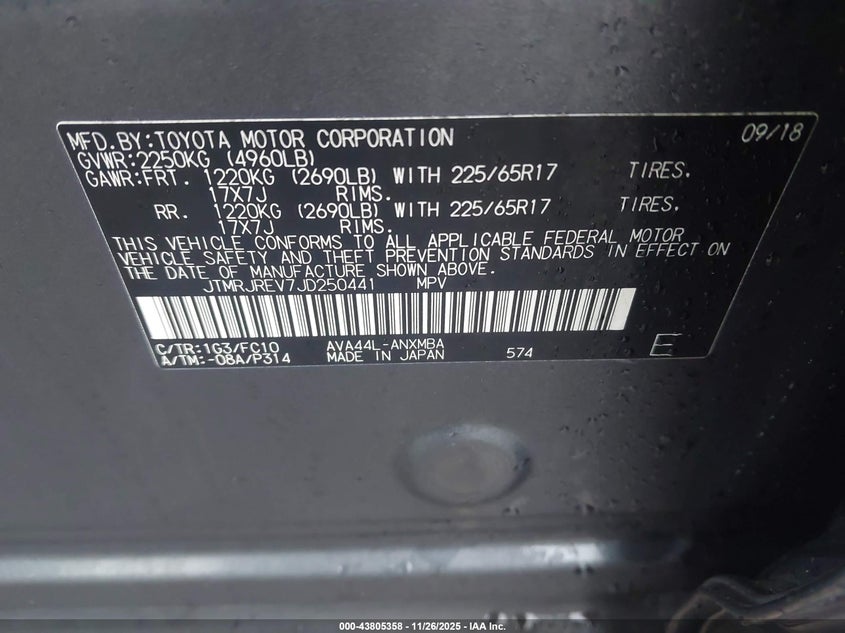 MFD.BY:TOYOTA MOTOR CORPORATION 09/18
GVWR:2250KG (4960LB)
GAWR:FRT. 1220KG (2690LB) WITH 225/65R17 TIRES.
17X7J RIMS.
RR. 1220KG (2690LB) WITH 225/65R17 TIRES.
17X7J RIMS.
THIS VEHICLE CONFORMS TO ALL APPLICABLE FEDERAL MOTOR
VEHICLE SAFETY AND THEFT PREVENTION STANDARDS IN EFFECT ON
THE DATE OF MANUFACTURE SHOWN ABOVE.
JTMRJREV7JD250441 MPV
C/TR:1G3/FC10 AVA44L-ANXMBA
A/TM:-08A/P314 MADE IN JAPAN 574 E
000-43805358 - 11/26/2025 - IAA Inc.